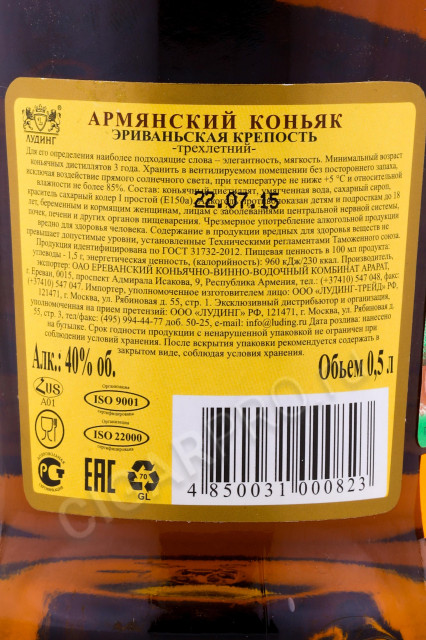 ЛУДИНГ
АРМЯНСКИЙ КОНЬЯК
ЭРИВАНЬСКАЯ КРЕПОСТЬ
-трехлетний-
Для его определения наиболее подходящие слова – элегантность, мягкость. Минимальный возраст
коньячных дистиллятов 3 года. Хранить в вентилируемом помещении без постороннего запаха,
исключая воздействие прямого солнечного света, при температуре не ниже +5 °С и относительной
влажности не более 85%. Состав: коньячный дистиллят, умягченная вода, сахарный сироп,
краситель сахарный колер I простой (Е150а). противопоказан детям и подросткам до 18
22.07.15
лет, беременным и кормящим женщинам, лицам с заболеваниями центральной нервной системы,
почек, печени и других органов пищеварения. Чрезмерное употребление алкогольной продукции
вредно для здоровья человека. Содержание в продукции вредных для здоровья веществ не
превышает допустимые уровни, установленные Техническими регламентами Таможенного союза.
Продукция идентифицирована по ГОСТ 31732-2012. Пищевая ценность в 100 мл продукта:
углеводы - 1,5 г, энергетическая ценность, (калорийность): 960 кДж/230 ккал. Производитель,
экспортер: ОАО ЕРЕВАНСКИЙ КОНЬЯЧНО-ВИННО-ВОДОЧНЫЙ КОМБИНАТ АРАРАТ,
г Ереван, 0015, проспект Адмирала Исакова, 9, Республика Армения, тел.: (+37410) 547 048, факс:
(+37410) 547 047. Импортер, уполномоченное изготовителем лицо: ООО «ЛУДИНГ-ТРЕЙД» РФ,
121471, г. Москва, ул. Рябиновая д. 55, стр. 1. Эксклюзивный дистрибьютор и организация,
уполномоченная на прием претензий: ООО «ЛУДИНГ» РФ, 121471, г. Москва, ул. Рябиновая д.
55, стр. 3, тел/факс: (495) 994-44-77 доб. 50-25, e-mail: info@luding.ru Дата розлива: нанесено
на бутылке. Срок годности продукции с ненарушенной упаковкой не ограничен при
соблюдении условий хранения. После вскрытия упаковки рекомендуется содержать в
закрытом виде, соблюдая условия хранения.
Алк.: 40% об.
Объем 0,5 л
A01
ISO 9001
ISO 22000
ЕАС
70
GL
4 850031 000823
CIGARPRO.RU